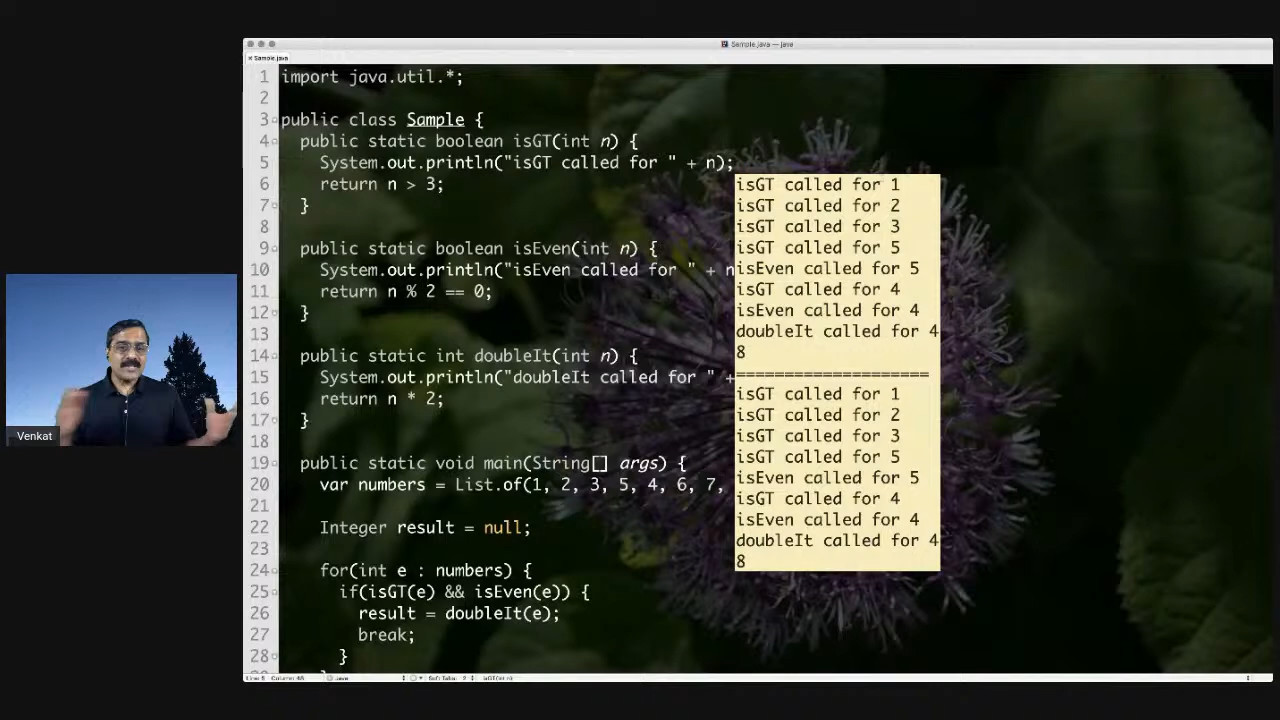 Sample.java — java
Sample.java
1 import java.util.*;
2
3 public class Sample {
4 public static boolean isGT(int n) {
5 System.out.println("isGT called for " + n);
6 return n > 3;
7 }
8
9 public static boolean isEven(int n) {
10 System.out.println("isEven called for " + n
11 return n % 2 == 0;
12 }
13
14 public static int doubleIt(int n) {
15 System.out.println("doubleIt called for " +
16 return n * 2;
17 }
18
19 public static void main(String[] args) {
20 var numbers = List.of(1, 2, 3, 5, 4, 6, 7,
21
22 Integer result = null;
23
24 for(int e : numbers) {
25 if(isGT(e) && isEven(e)) {
26 result = doubleIt(e);
27 break;
28 }
isGT called for 1
isGT called for 2
isGT called for 3
isGT called for 5
isEven called for 5
isGT called for 4
isEven called for 4
doubleIt called for 4
8
====================
isGT called for 1
isGT called for 2
isGT called for 3
isGT called for 5
isEven called for 5
isGT called for 4
isEven called for 4
doubleIt called for 4
8
Venkat